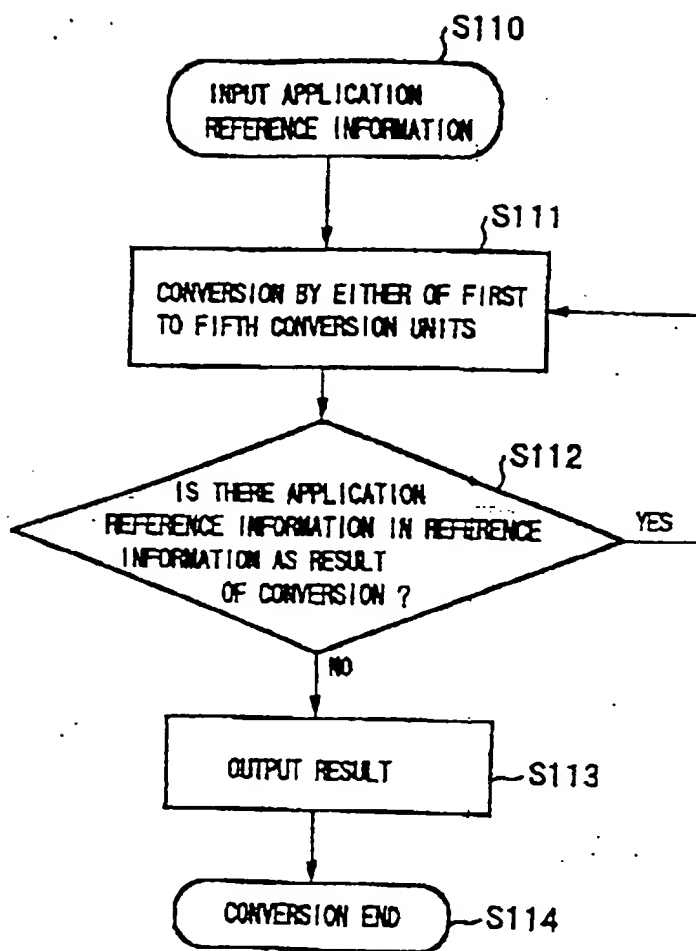 S110
INPUT APPLICATION
REFERENCE INFORMATION
S111
CONVERSION BY EITHER OF FIRST
TO FIFTH CONVERSION UNITS
S112
IS THERE APPLICATION
REFERENCE INFORMATION IN REFERENCE
INFORMATION AS RESULT
OF CONVERSION ?
YES
NO
OUTPUT RESULT
S113
CONVERSION END
S114